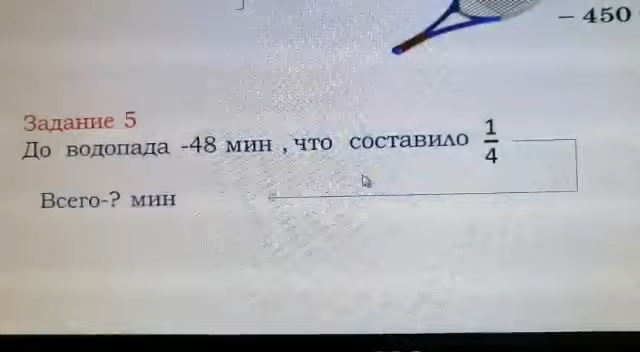 – 450
Задание 5
До водопада -48 мин , что составило 1/4
Всего-? мин